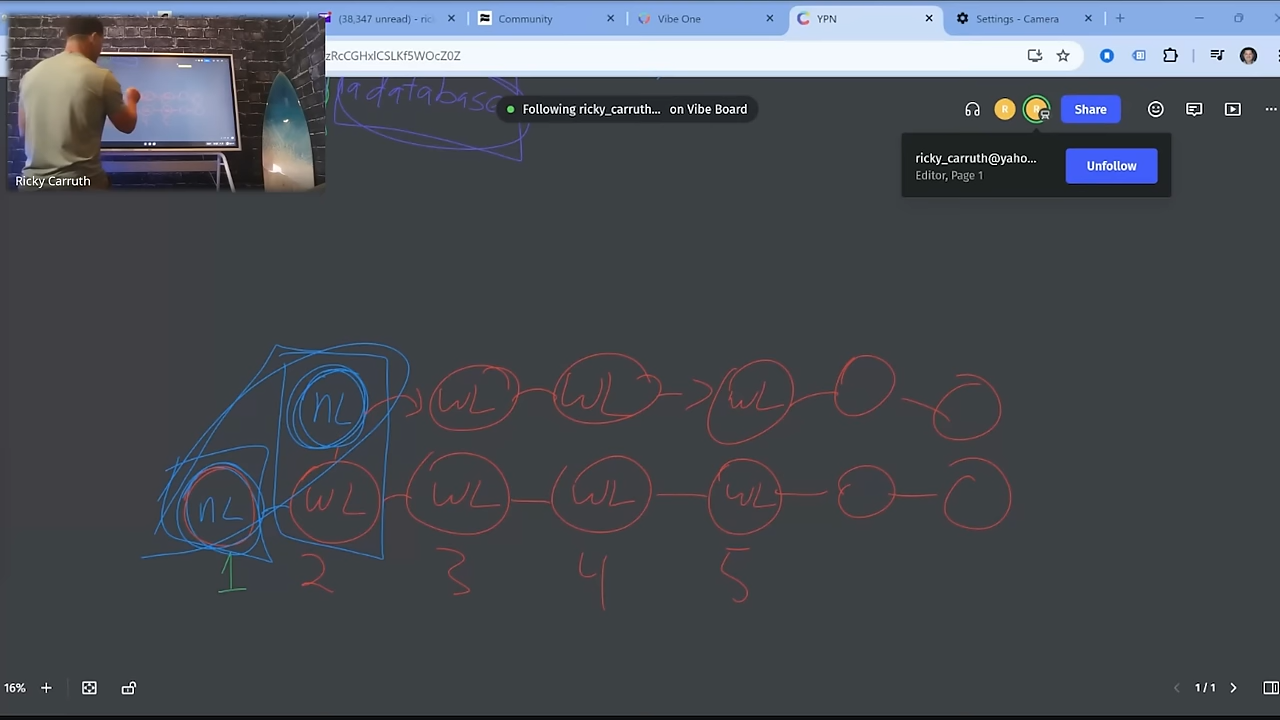 (38,347 unread) - ric
Community
Vibe One
YPN
Settings - Camera
zRcCGHxICSLKf5WOcZ0Z
a database
Following ricky_carruth... on Vibe Board
R
R
Share
ricky_carruth@yaho...
Editor, Page 1
Unfollow
Ricky Carruth
nL WL WL WL
nL WL WL WL WL
1 2 3 4 5
16%
1/1